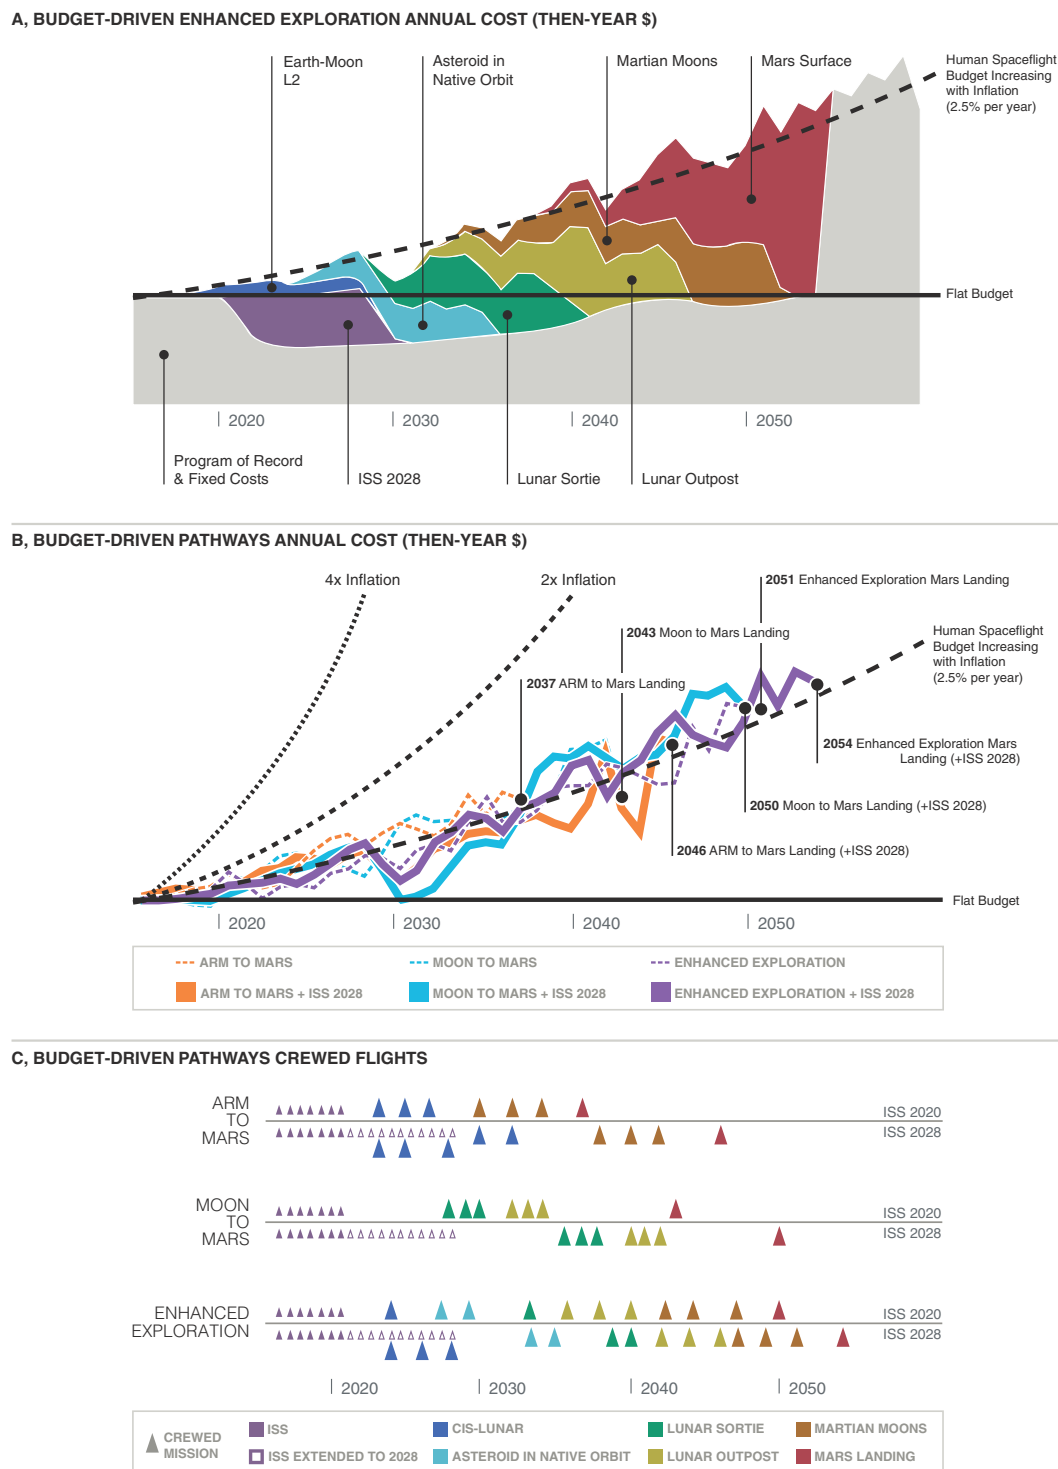 A, BUDGET-DRIVEN ENHANCED EXPLORATION ANNUAL COST (THEN-YEAR $)
Earth-Moon
L2
Asteroid in
Native Orbit
Martian Moons
Mars Surface
Human Spaceflight
Budget Increasing
with Inflation
(2.5% per year)
Flat Budget
2020
2030
2040
2050
Program of Record
& Fixed Costs
ISS 2028
Lunar Sortie
Lunar Outpost
B, BUDGET-DRIVEN PATHWAYS ANNUAL COST (THEN-YEAR $)
4x Inflation
2x Inflation
2051 Enhanced Exploration Mars Landing
2043 Moon to Mars Landing
2037 ARM to Mars Landing
Human Spaceflight
Budget Increasing
with Inflation
(2.5% per year)
2054 Enhanced Exploration Mars
Landing (+ISS 2028)
2050 Moon to Mars Landing (+ISS 2028)
2046 ARM to Mars Landing (+ISS 2028)
Flat Budget
2020
2030
2040
2050
ARM TO MARS
MOON TO MARS
ENHANCED EXPLORATION
ARM TO MARS + ISS 2028
MOON TO MARS + ISS 2028
ENHANCED EXPLORATION + ISS 2028
C, BUDGET-DRIVEN PATHWAYS CREWED FLIGHTS
ARM
TO
MARS
ISS 2020
ISS 2028
MOON
TO
MARS
ISS 2020
ISS 2028
ENHANCED
EXPLORATION
ISS 2020
ISS 2028
2020
2030
2040
2050
CREWED
MISSION
ISS
CIS-LUNAR
LUNAR SORTIE
MARTIAN MOONS
ISS EXTENDED TO 2028
ASTEROID IN NATIVE ORBIT
LUNAR OUTPOST
MARS LANDING